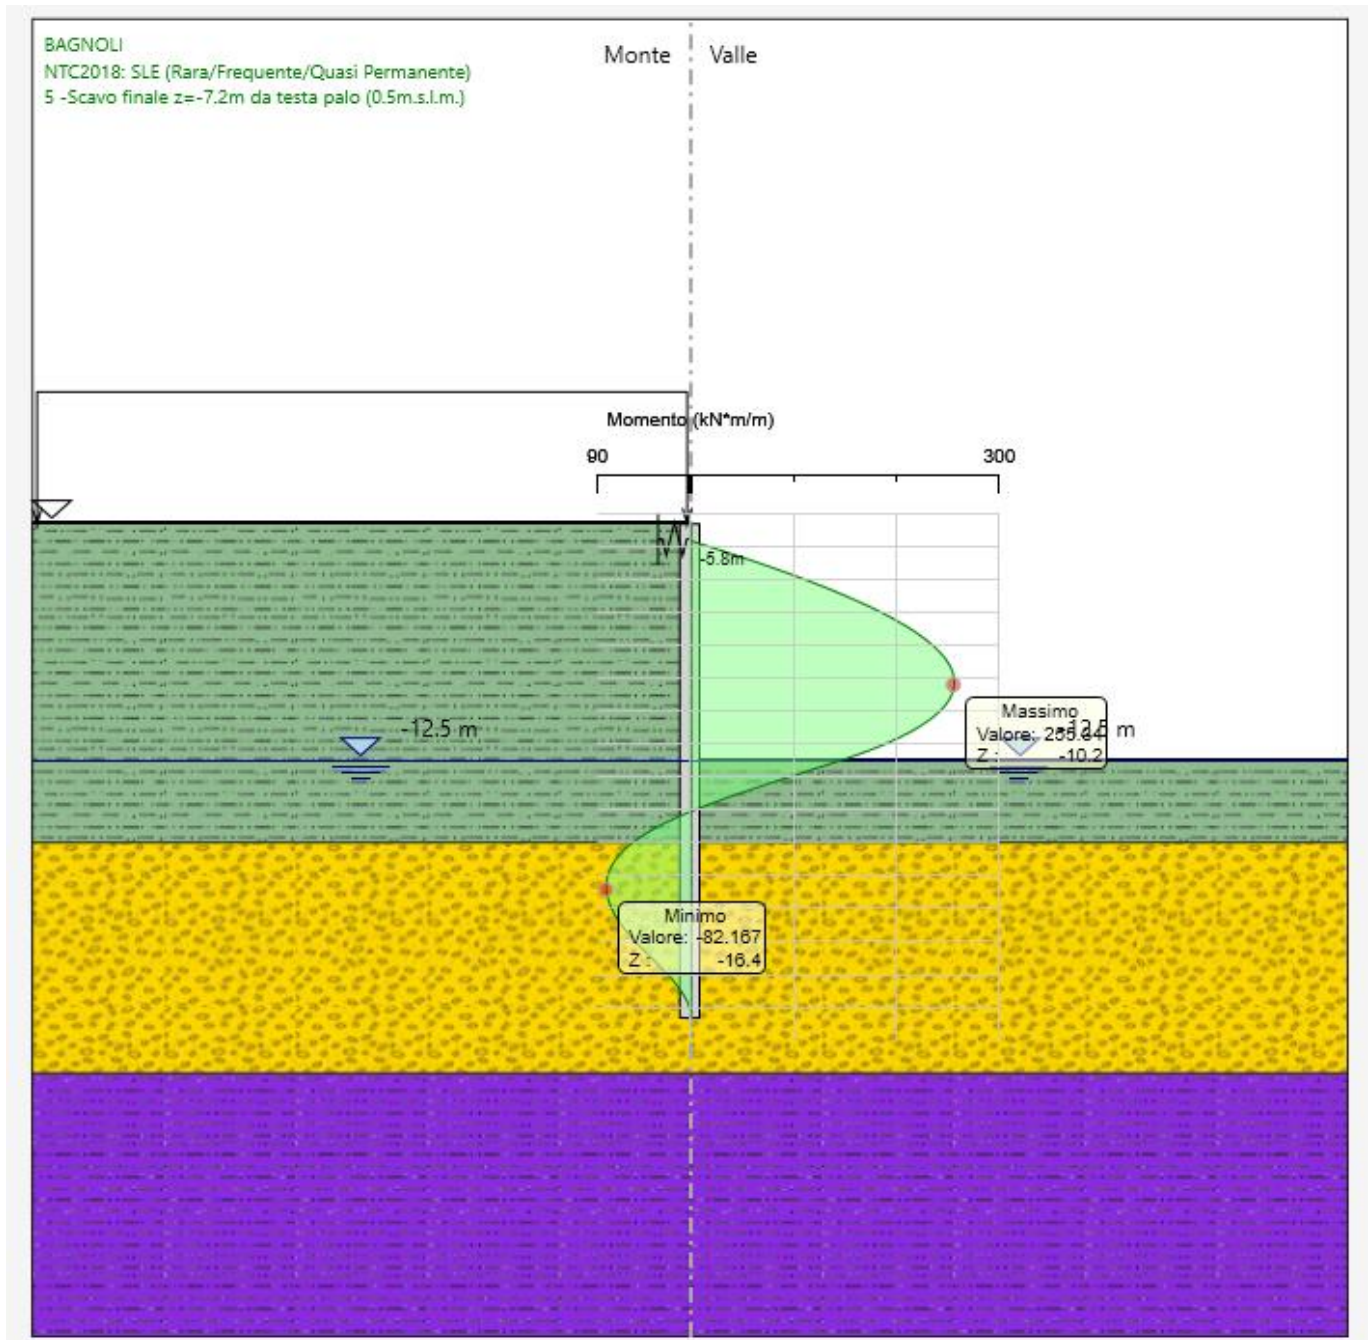 BAGNOLI
NTC2018: SLE (Rara/Frequente/Quasi Permanente)
5 -Scavo finale z=-7.2m da testa palo (0.5m.s.l.m.)
Monte Valle
Momento (kN*m/m)
90 300
-5.8m
Massimo
-12.5 m
Valore: m
Z : -10.2
Minimo
Valore: -82.167
Z : -16.4